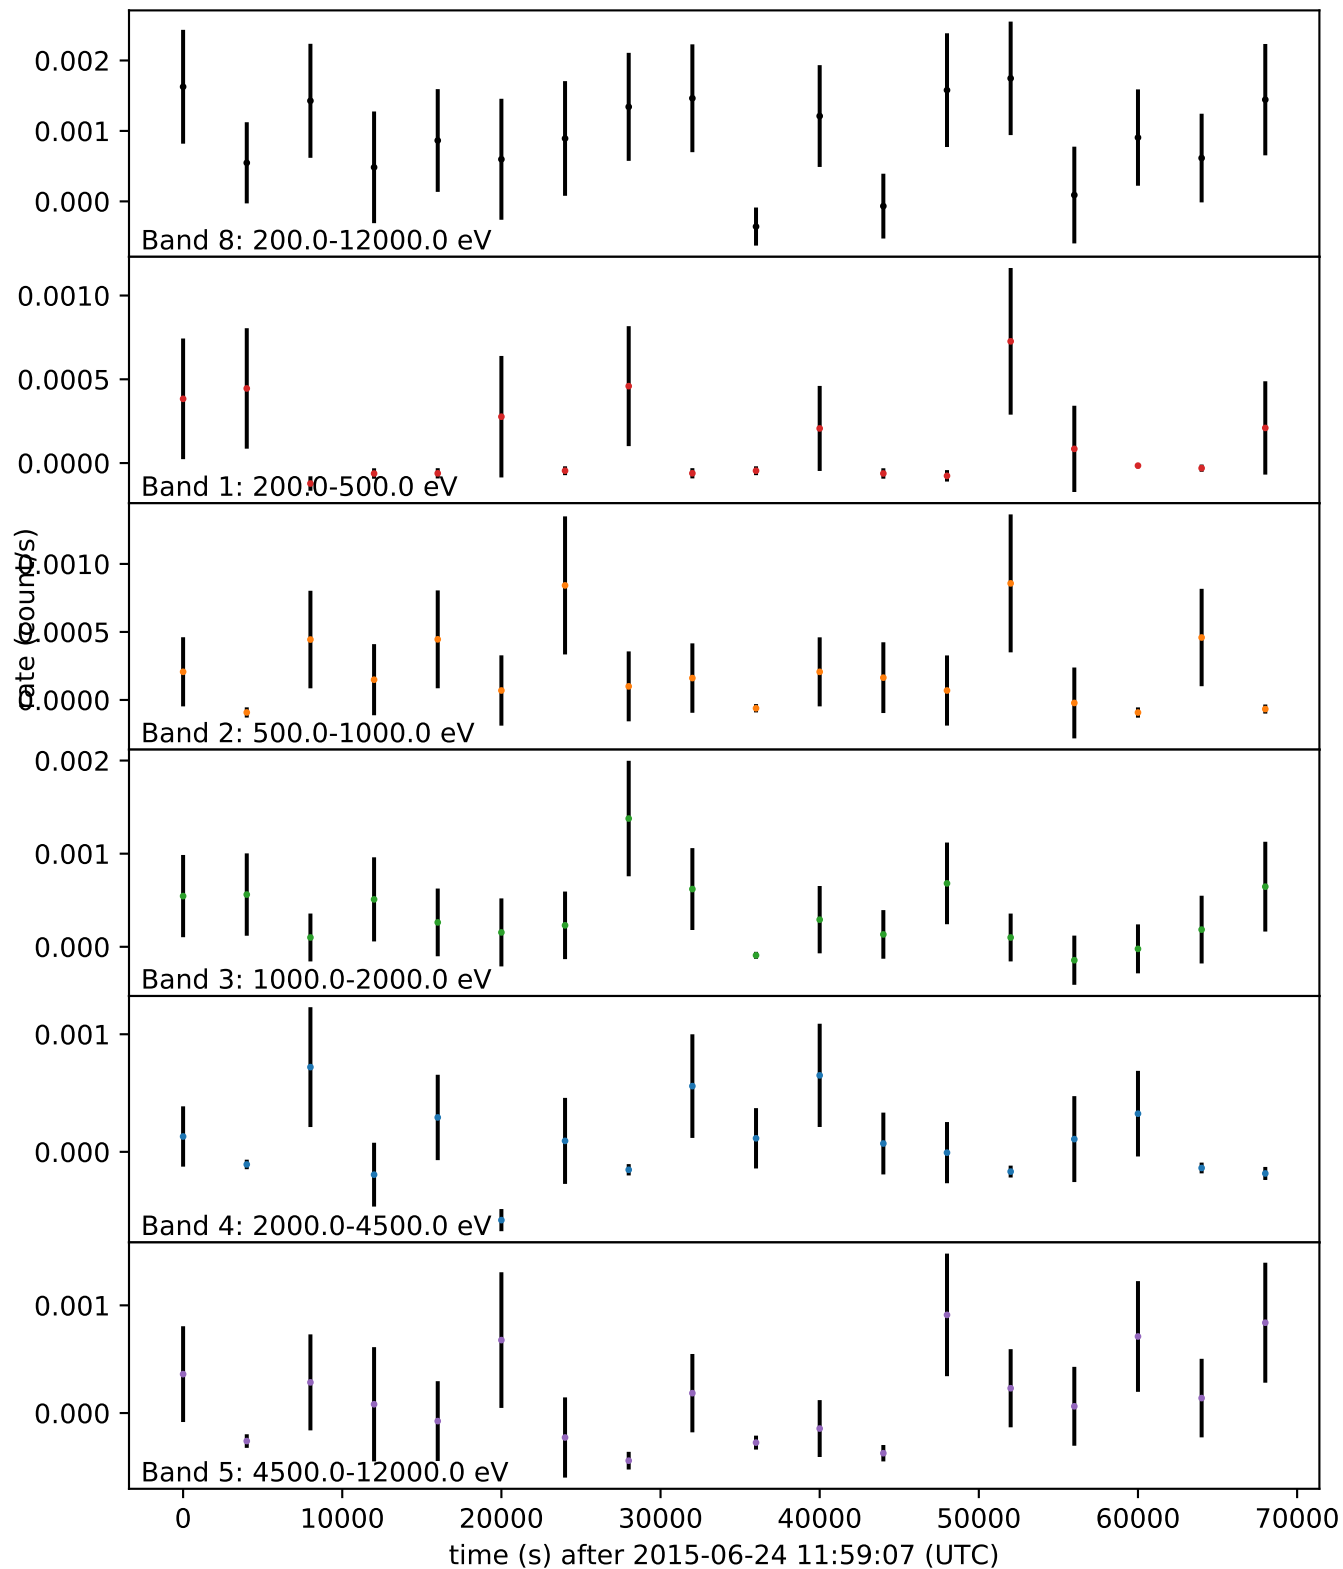 0.002
0.001
0.000
Band 8: 200.0-12000.0 eV
0.0010
0.0005
0.0000
Band 1: 200.0-500.0 eV
rate (count/s)
0.0010
0.0005
0.0000
Band 2: 500.0-1000.0 eV
0.002
0.001
0.000
Band 3: 1000.0-2000.0 eV
0.001
0.000
Band 4: 2000.0-4500.0 eV
0.001
0.000
Band 5: 4500.0-12000.0 eV
0 10000 20000 30000 40000 50000 60000 70000
time (s) after 2015-06-24 11:59:07 (UTC)